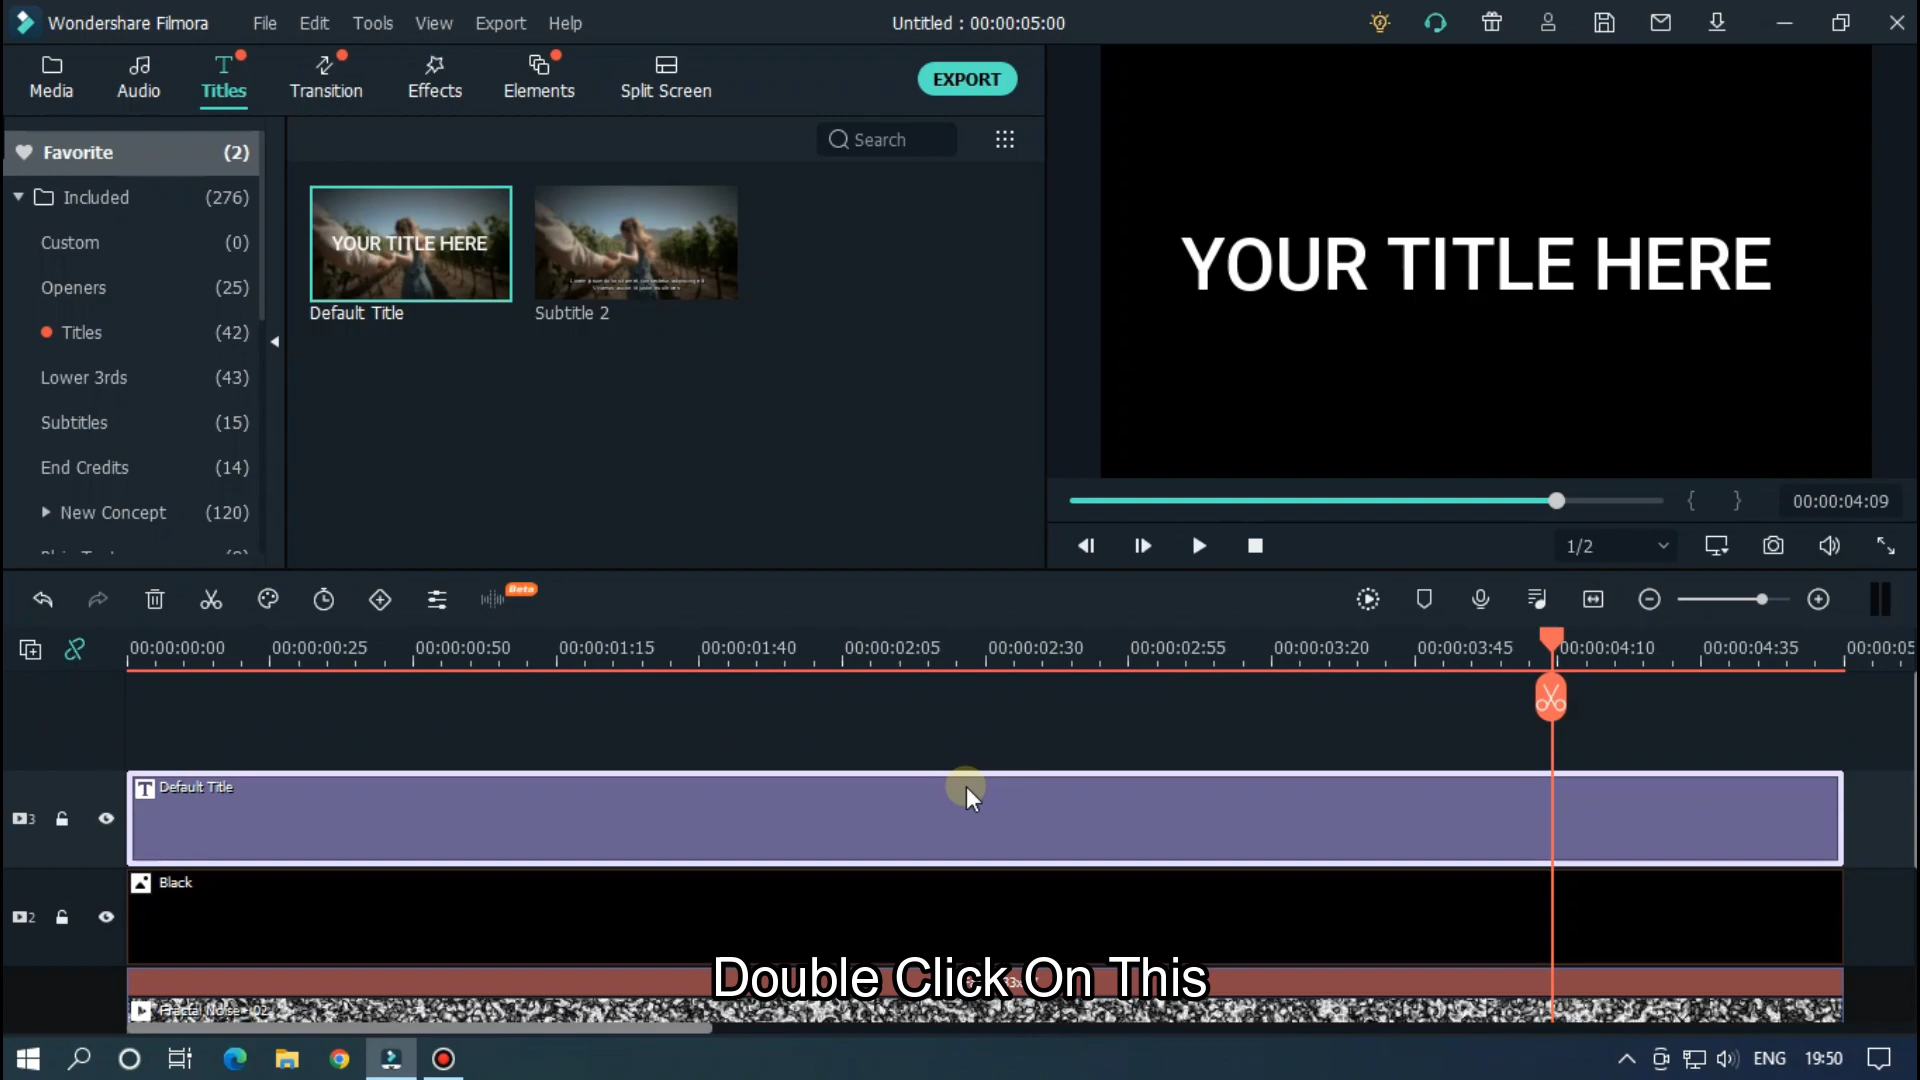 Wondershare Filmora File Edit Tools View Export Help Untitled : 00:00:05:00
Media Audio Titles Transition Effects Elements Split Screen EXPORT
Favorite (2)
Search
Included (276)
Custom (0)
Openers (25)
Titles (42)
Lower 3rds (43)
Subtitles (15)
End Credits (14)
New Concept (120)
YOUR TITLE HERE
Default Title
Subtitle 2
YOUR TITLE HERE
00:00:04:09
1/2
Beta
00:00:00:00 00:00:00:25 00:00:00:50 00:00:01:15 00:00:01:40 00:00:02:05 00:00:02:30 00:00:02:55 00:00:03:20 00:00:03:45 00:00:04:10 00:00:04:35 00:00:05
T Default Title
3
Black
2
Double Click On This
Fractal Noise - 02
ENG 19:50